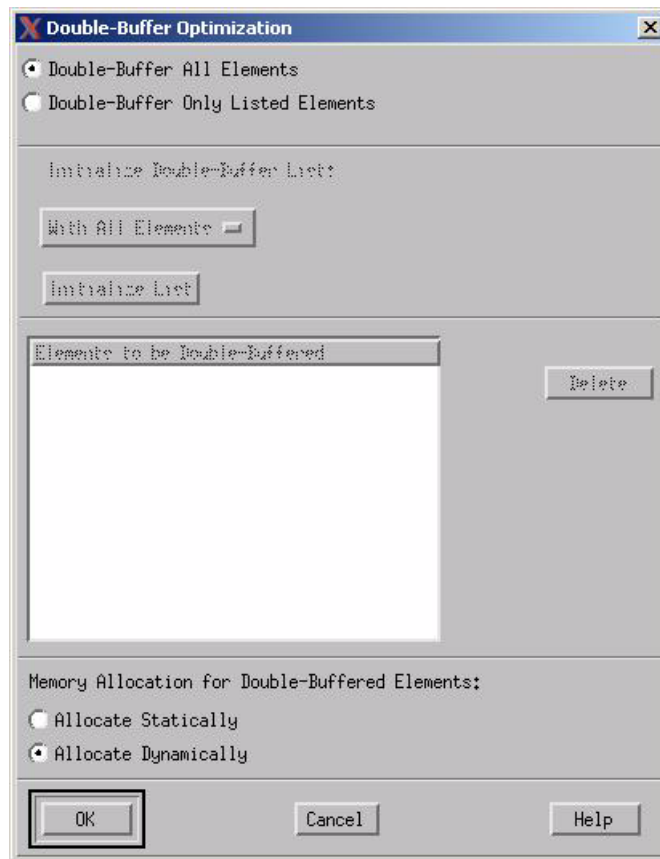 Double-Buffer Optimization
Double-Buffer All Elements
Double-Buffer Only Listed Elements
Initialize Double-Buffer List:
With All Elements
Initialize List
Elements to be Double-Buffered
Delete
Memory Allocation for Double-Buffered Elements:
Allocate Statically
Allocate Dynamically
OK Cancel Help